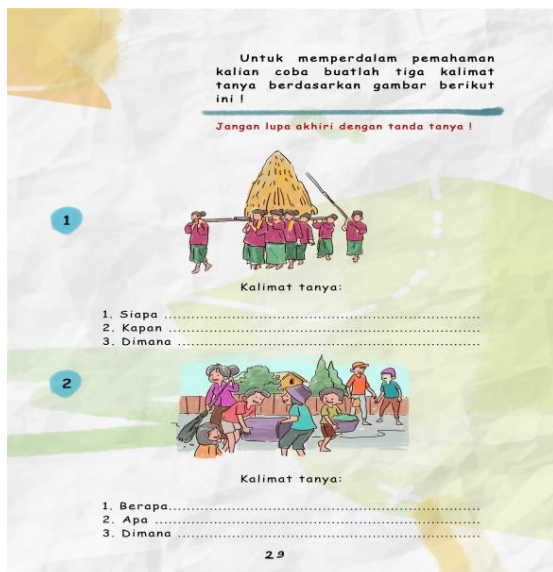 Untuk memperdalam pemahaman
kalian coba buatlah tiga kalimat
tanya berdasarkan gambar berikut
ini !
Jangan lupa akhiri dengan tanda tanya !
1
Kalimat tanya:
1. Siapa ......................................................
2. Kapan ......................................................
3. Dimana ....................................................
2
Kalimat tanya:
1. Berapa.....................................................
2. Apa ........................................................
3. Dimana ....................................................
29